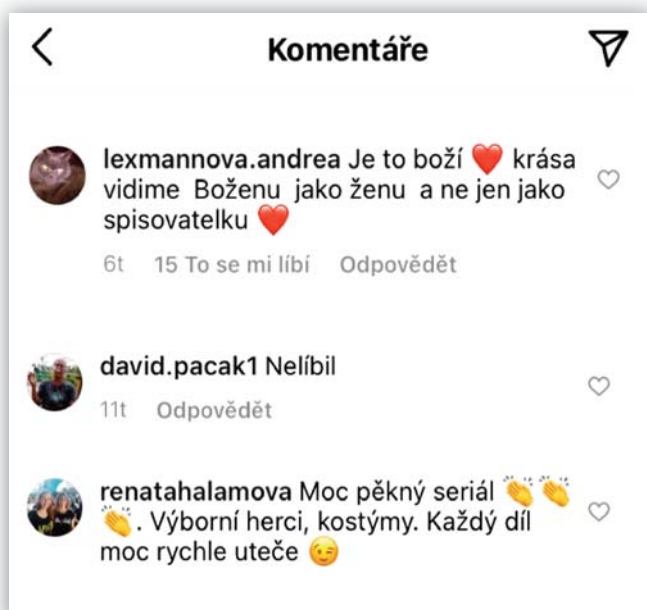 Komentáře
lexmannova.andrea Je to boží ❤️ krása
vidime Boženu jako ženu a ne jen jako
spisovatelku ❤️
6t 15 To se mi líbí Odpovědět
david.pacak1 Nelíbil
11t Odpovědět
renatahalamova Moc pěkný seriál 👏👏
👏. Výborní herci, kostýmy. Každý díl
moc rychle uteče 😉